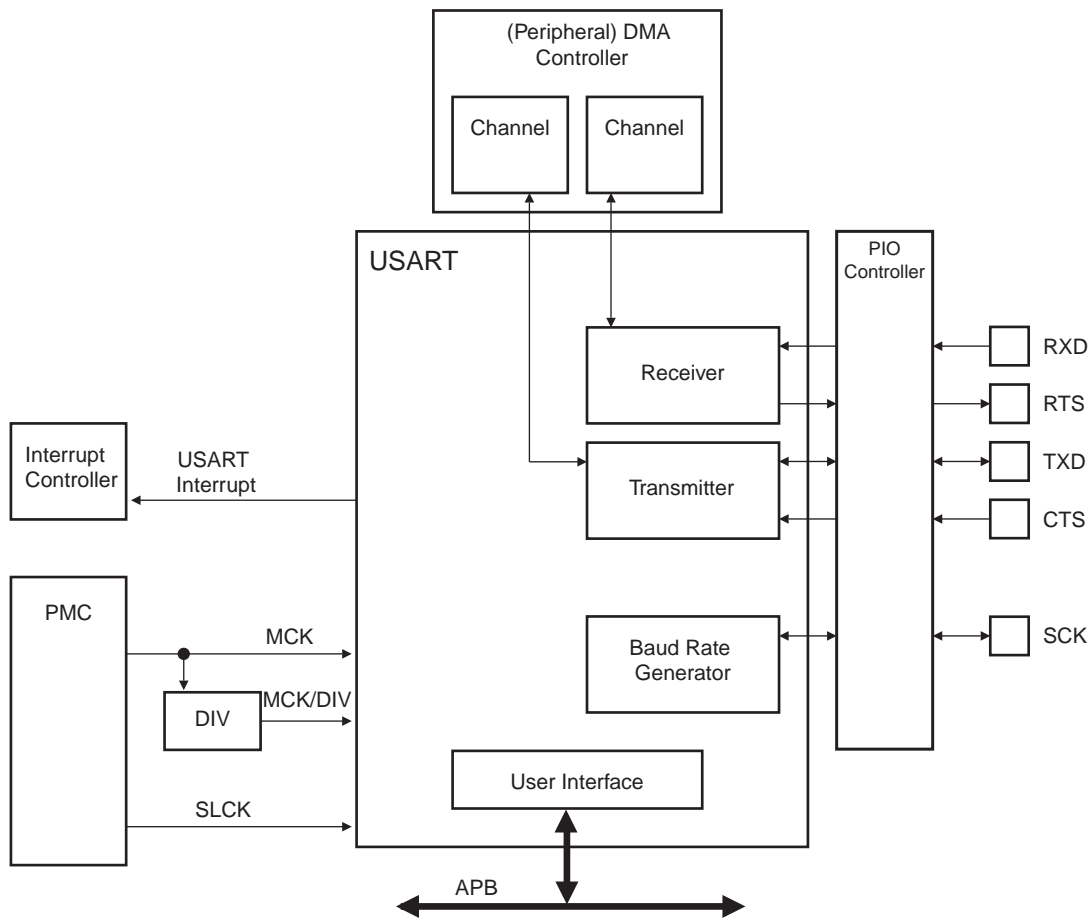 (Peripheral) DMA
Controller
Channel
Channel
USART
PIO
Controller
Receiver
RXD
RTS
Interrupt
Controller
USART
Interrupt
Transmitter
TXD
CTS
PMC
MCK
Baud Rate
Generator
SCK
DIV
MCK/DIV
User Interface
SLCK
APB